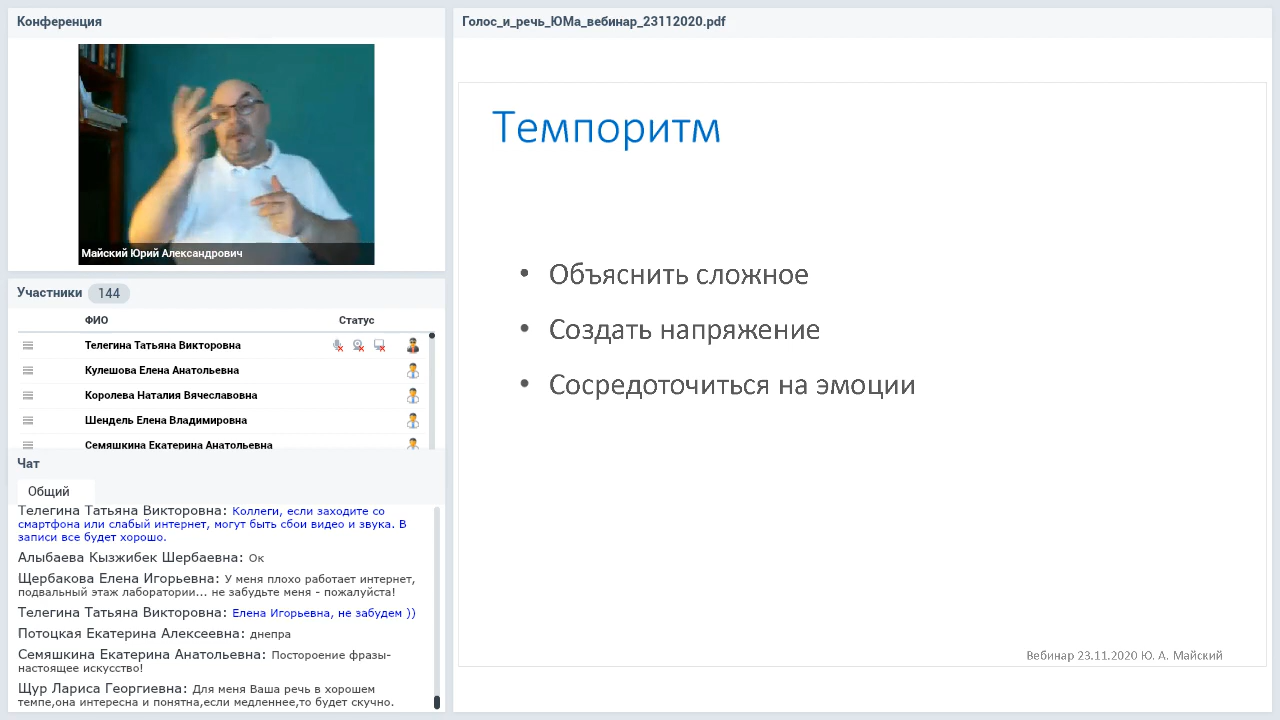 Конференция
Майский Юрий Александрович
Участники 144
ФИО Статус
Телегина Татьяна Викторовна
Кулешова Елена Анатольевна
Королева Наталия Вячеславовна
Шендель Елена Владимировна
Семяшкина Екатерина Анатольевна
Чат
Общий
Телегина Татьяна Викторовна: Коллеги, если заходите со
смартфона или слабый интернет, могут быть сбои видео и звука. В
записи все будет хорошо.
Алыбаева Кызжибек Шербаевна: Ок
Щербакова Елена Игорьевна: У меня плохо работает интернет,
подвальный этаж лаборатории... не забудьте меня - пожалуйста!
Телегина Татьяна Викторовна: Елена Игорьевна, не забудем ))
Потоцкая Екатерина Алексеевна: днепра
Семяшкина Екатерина Анатольевна: Постороение фразы-
настоящее искусство!
Щур Лариса Георгиевна: Для меня Ваша речь в хорошем
темпе,она интересна и понятна,если медленнее,то будет скучно.
Голос_и_речь_ЮМа_вебинар_23112020.pdf
Темпоритм
• Объяснить сложное
• Создать напряжение
• Сосредоточиться на эмоции
Вебинар 23.11.2020 Ю. А. Майский